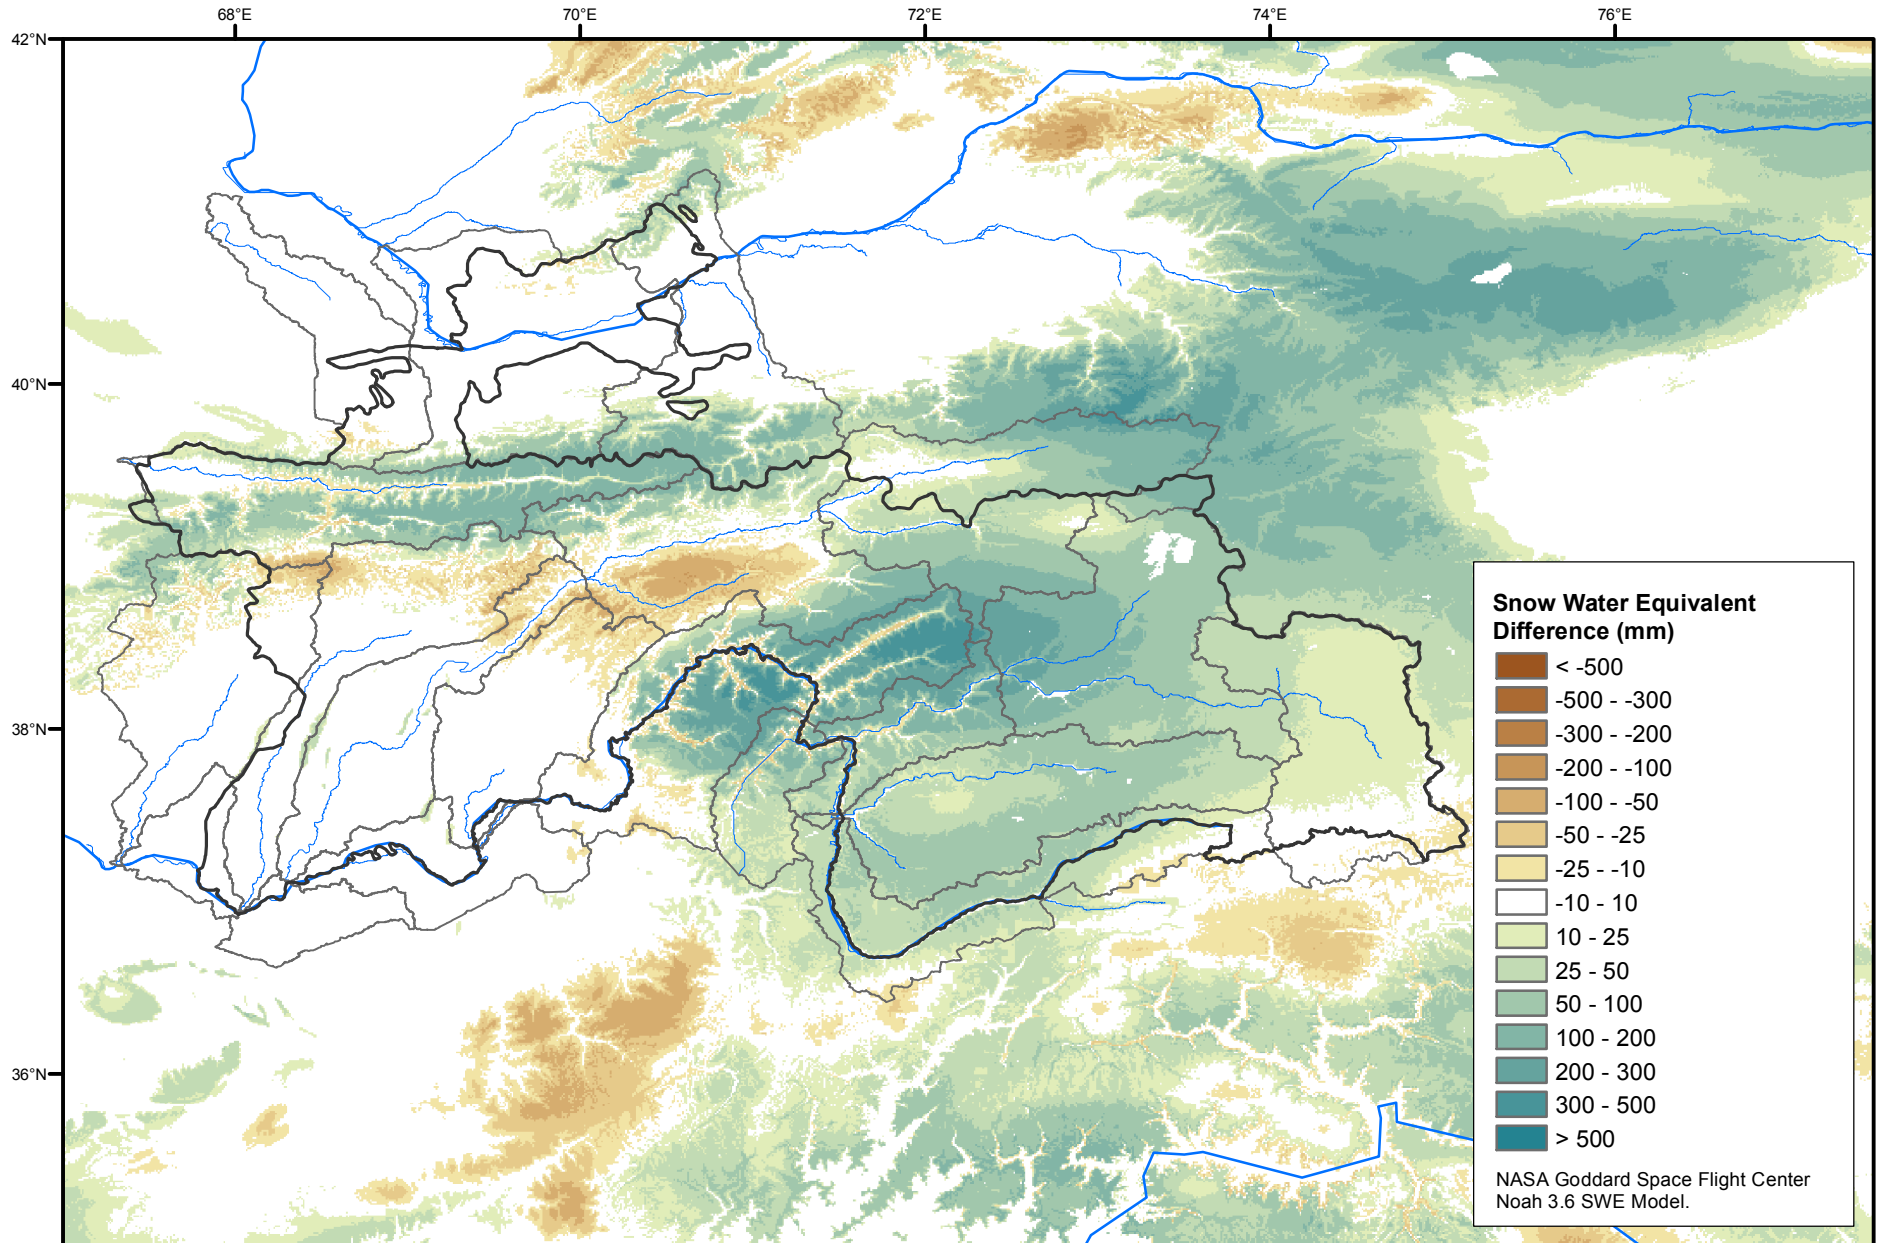 68°E
70°E
72°E
74°E
76°E
42°N
40°N
38°N
36°N
Snow Water Equivalent
Difference (mm)
< -500
-500 - -300
-300 - -200
-200 - -100
-100 - -50
-50 - -25
-25 - -10
-10 - 10
10 - 25
25 - 50
50 - 100
100 - 200
200 - 300
300 - 500
> 500
NASA Goddard Space Flight Center
Noah 3.6 SWE Model.